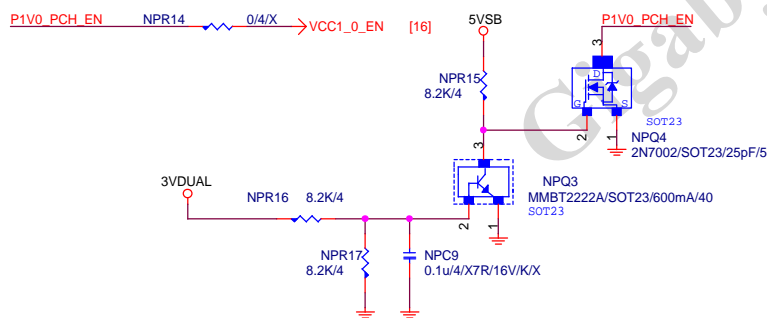 P1V0_PCH_EN NPR14 0/4/X VCC1_0_EN [16]
5VSB
P1V0_PCH_EN
3
D
G S
SOT23
2 1
NPQ4
2N7002/SOT23/25pF/5
NPR15
8.2K/4
3
NPQ3
MMBT2222A/SOT23/600mA/40
SOT23
2 1
3VDUAL
NPR16 8.2K/4
NPR17
8.2K/4
NPC9
0.1u/4/X7R/16V/K/X
Gigaby